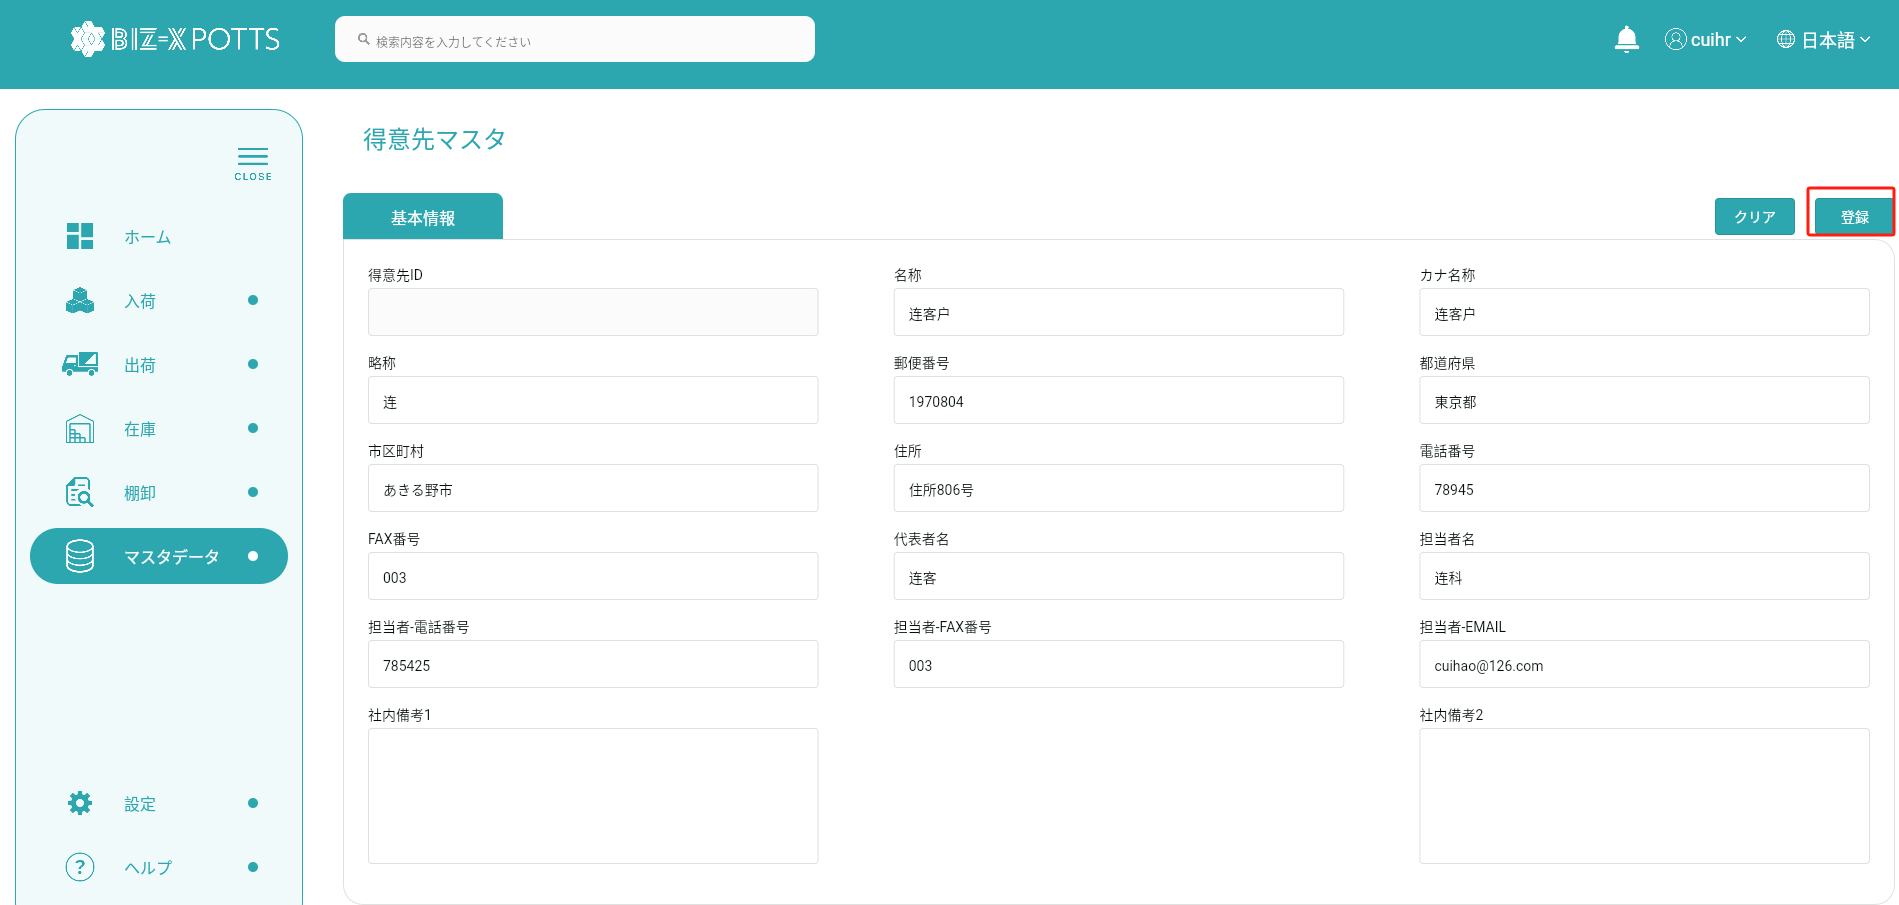 BIZ-X POTTS
検索内容を入力してください
cuihr
日本語
CLOSE
ホーム
入荷
出荷
在庫
棚卸
マスタデータ
設定
?
ヘルプ
得意先マスタ
基本情報
クリア
登録
得意先ID
名称
カナ名称
连客户
连客户
略称
郵便番号
都道府県
连
1970804
東京都
市区町村
住所
電話番号
あきる野市
住所806号
78945
FAX番号
代表者名
担当者名
003
连客
连科
担当者-電話番号
担当者-FAX番号
担当者-EMAIL
785425
003
cuihao@126.com
社内備考1
社内備考2